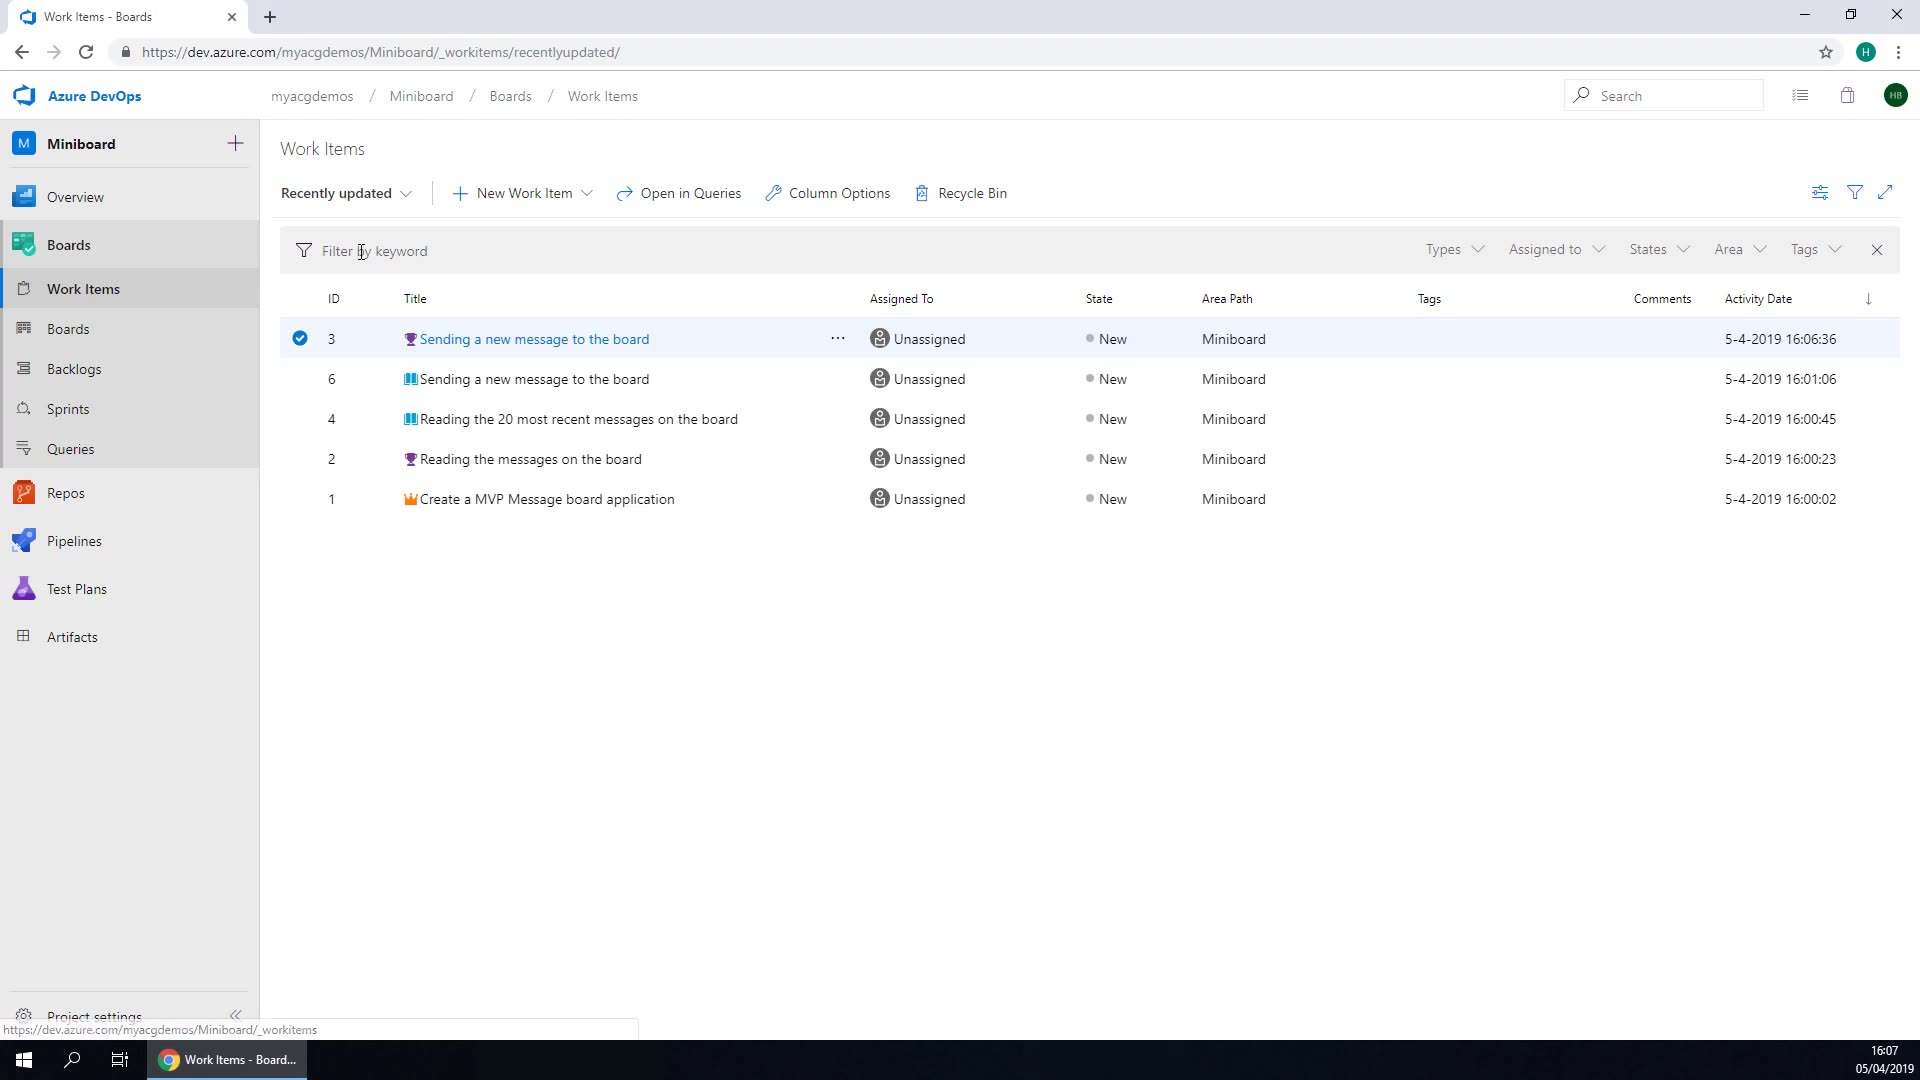 Work Items - Boards
https://dev.azure.com/myacgdemos/Miniboard/_workitems/recentlyupdated/
H
Azure DevOps
myacgdemos / Miniboard / Boards / Work Items
Search
HB
M Miniboard
Overview
Boards
Work Items
Boards
Backlogs
Sprints
Queries
Repos
Pipelines
Test Plans
Artifacts
Project settings
Work Items
Recently updated New Work Item Open in Queries Column Options Recycle Bin
Filter by keyword Types Assigned to States Area Tags
ID Title Assigned To State Area Path Tags Comments Activity Date
3 Sending a new message to the board ... Unassigned New Miniboard 5-4-2019 16:06:36
6 Sending a new message to the board Unassigned New Miniboard 5-4-2019 16:01:06
4 Reading the 20 most recent messages on the board Unassigned New Miniboard 5-4-2019 16:00:45
2 Reading the messages on the board Unassigned New Miniboard 5-4-2019 16:00:23
1 Create a MVP Message board application Unassigned New Miniboard 5-4-2019 16:00:02
https://dev.azure.com/myacgdemos/Miniboard/_workitems
Work Items - Board...
16:07
05/04/2019